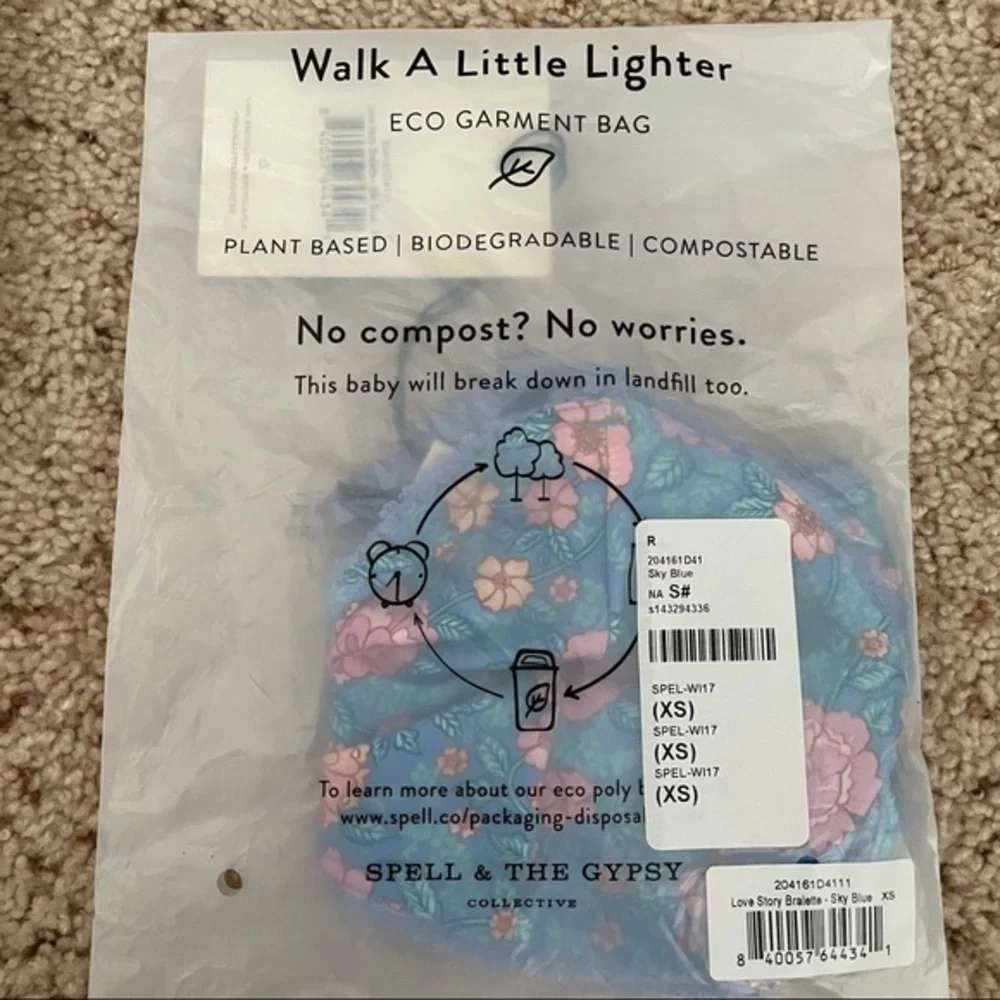 Walk A Little Lighter
ECO GARMENT BAG
PLANT BASED | BIODEGRADABLE | COMPOSTABLE
No compost? No worries.
This baby will break down in landfill too.
R
204161D41
Sky Blue
NA S#
s143294336
SPEL-WI17
(XS)
SPEL-WI17
(XS)
SPEL-WI17
(XS)
To learn more about our eco poly
www.spell.co/packaging-disposa
SPELL & THE GYPSY
COLLECTIVE
204161D4111
Love Story Bralette - Sky Blue XS
8 40057 64434 1